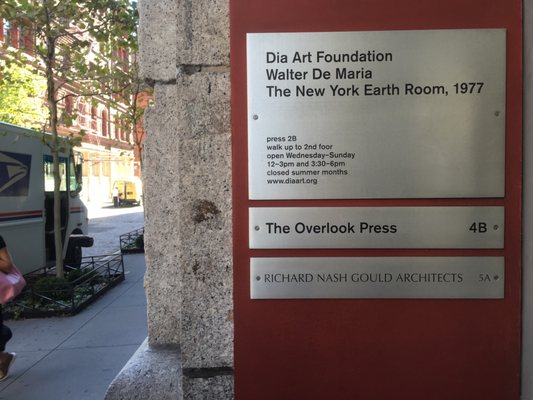 Dia Art Foundation
Walter De Maria
The New York Earth Room, 1977
press 2B
walk up to 2nd foor
open Wednesday–Sunday
12–3pm and 3:30–6pm
closed summer months
www.diaart.org
The Overlook Press 4B
RICHARD NASH GOULD ARCHITECTS 5A